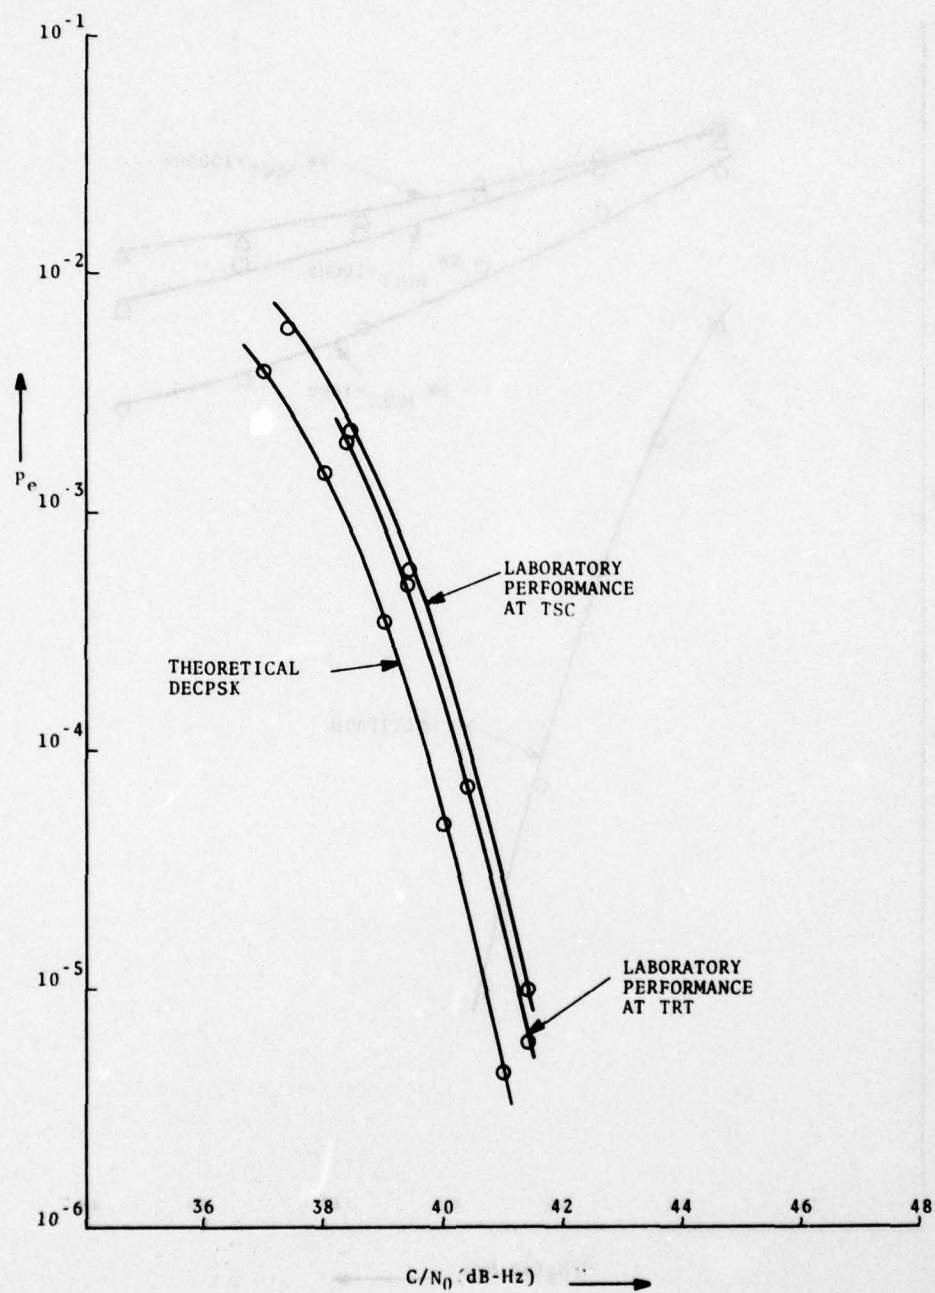 10-1
10-2
Pe
10-3
LABORATORY
PERFORMANCE
AT TSC
THEORETICAL
DECPSK
10-4
10-5
LABORATORY
PERFORMANCE
AT TRT
10-6
36 38 40 42 44 46 48
C/N0 (dB-Hz)